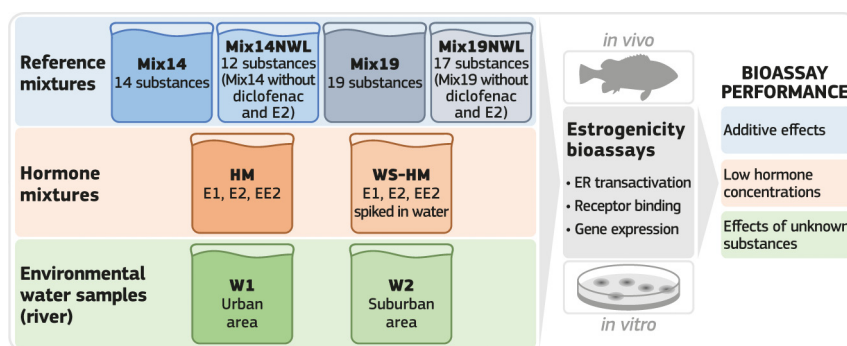 Reference
mixtures
Mix14
14 substances
Mix14NWL
12 substances
(Mix14 without
diclofenac
and E2)
Mix19
19 substances
Mix19NWL
17 substances
(Mix19 without
diclofenac
and E2)
Hormone
mixtures
HM
E1, E2, EE2
WS-HM
E1, E2, EE2
spiked in water
Environmental
water samples
(river)
W1
Urban
area
W2
Suburban
area
in vivo
Estrogenicity
bioassays
• ER transactivation
• Receptor binding
• Gene expression
in vitro
BIOASSAY
PERFORMANCE
Additive effects
Low hormone
concentrations
Effects of unknown
substances